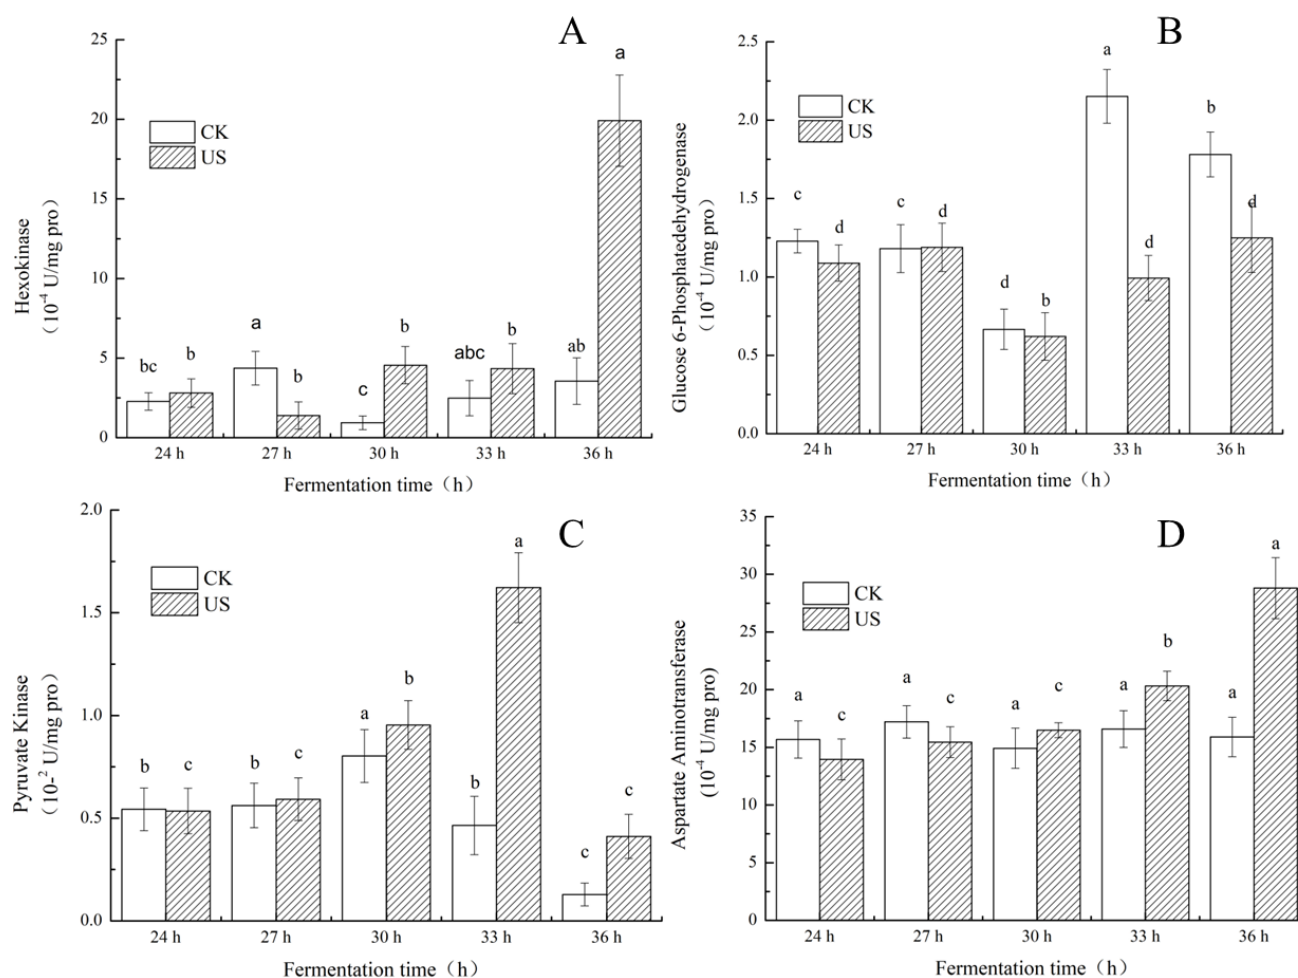 A
Hexokinase
(10⁻⁴ U/mg pro)
25
20
15
10
5
0
CK
US
bc
b
a
b
c
b
abc
b
ab
a
24 h
27 h
30 h
33 h
36 h
Fermentation time (h)
B
Glucose 6-Phosphatedehydrogenase
(10⁻⁴ U/mg pro)
2.5
2.0
1.5
1.0
0.5
0.0
CK
US
c
d
c
d
d
b
a
d
b
d
24 h
27 h
30 h
33 h
36 h
Fermentation time (h)
C
Pyruvate Kinase
(10-² U/mg pro)
2.0
1.5
1.0
0.5
0.0
CK
US
b
c
b
c
a
b
b
a
c
c
24 h
27 h
30 h
33 h
36 h
Fermentation time (h)
D
Aspartate Aminotransferase
(10⁻⁴ U/mg pro)
35
30
25
20
15
10
5
0
CK
US
a
c
a
c
a
c
a
b
a
a
24 h
27 h
30 h
33 h
36 h
Fermentation time (h)